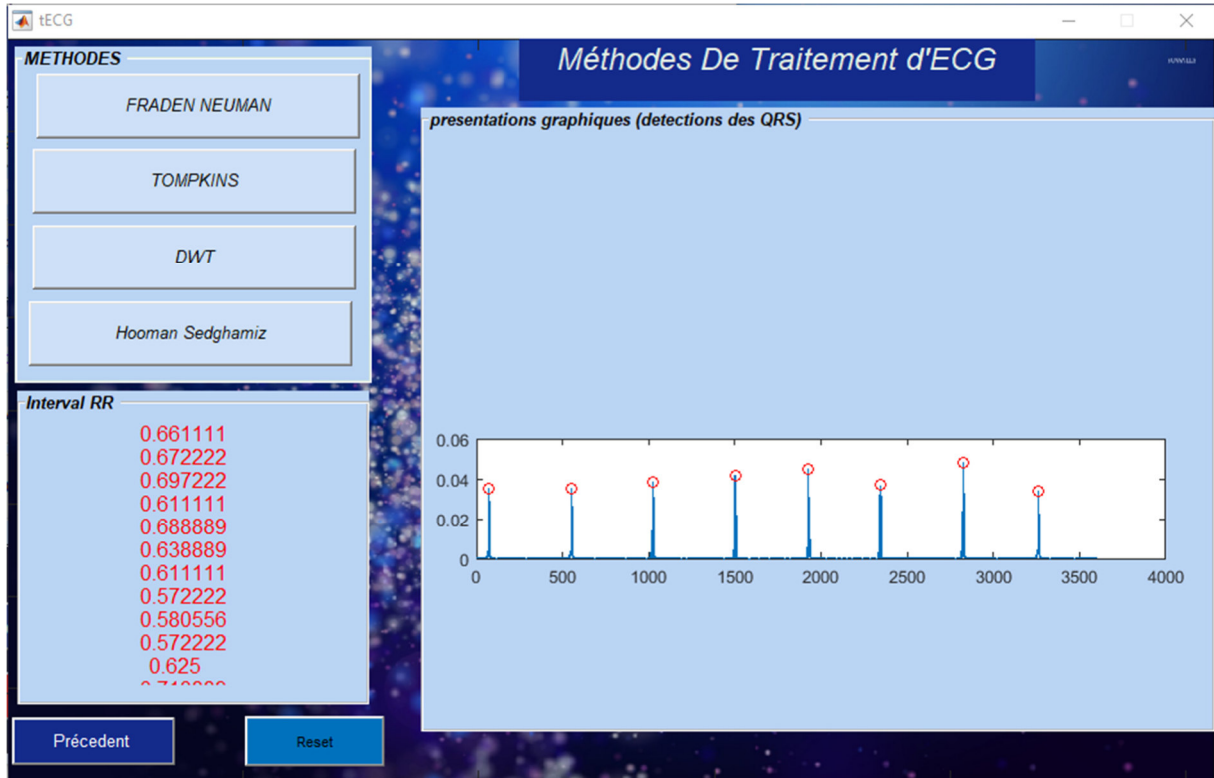 tECG
Méthodes De Traitement d'ECG
METHODES
FRADEN NEUMAN
TOMPKINS
DWT
Hooman Sedghamiz
Interval RR
0.661111
0.672222
0.697222
0.611111
0.688889
0.638889
0.611111
0.572222
0.580556
0.572222
0.625
Précedent
Reset
presentations graphiques (detections des QRS)
0.06
0.04
0.02
0
0 500 1000 1500 2000 2500 3000 3500 4000